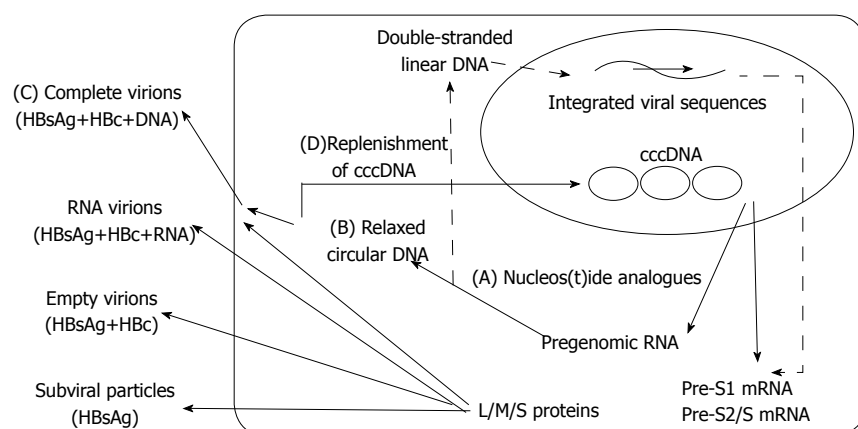 Double-stranded
linear DNA
Integrated viral sequences
(C) Complete virions
(HBsAg+HBc+DNA)
(D)Replenishment
of cccDNA
cccDNA
RNA virions
(HBsAg+HBc+RNA)
(B) Relaxed
circular DNA
(A) Nucleos(t)ide analogues
Empty virions
(HBsAg+HBc)
Pregenomic RNA
Subviral particles
(HBsAg)
L/M/S proteins
Pre-S1 mRNA
Pre-S2/S mRNA